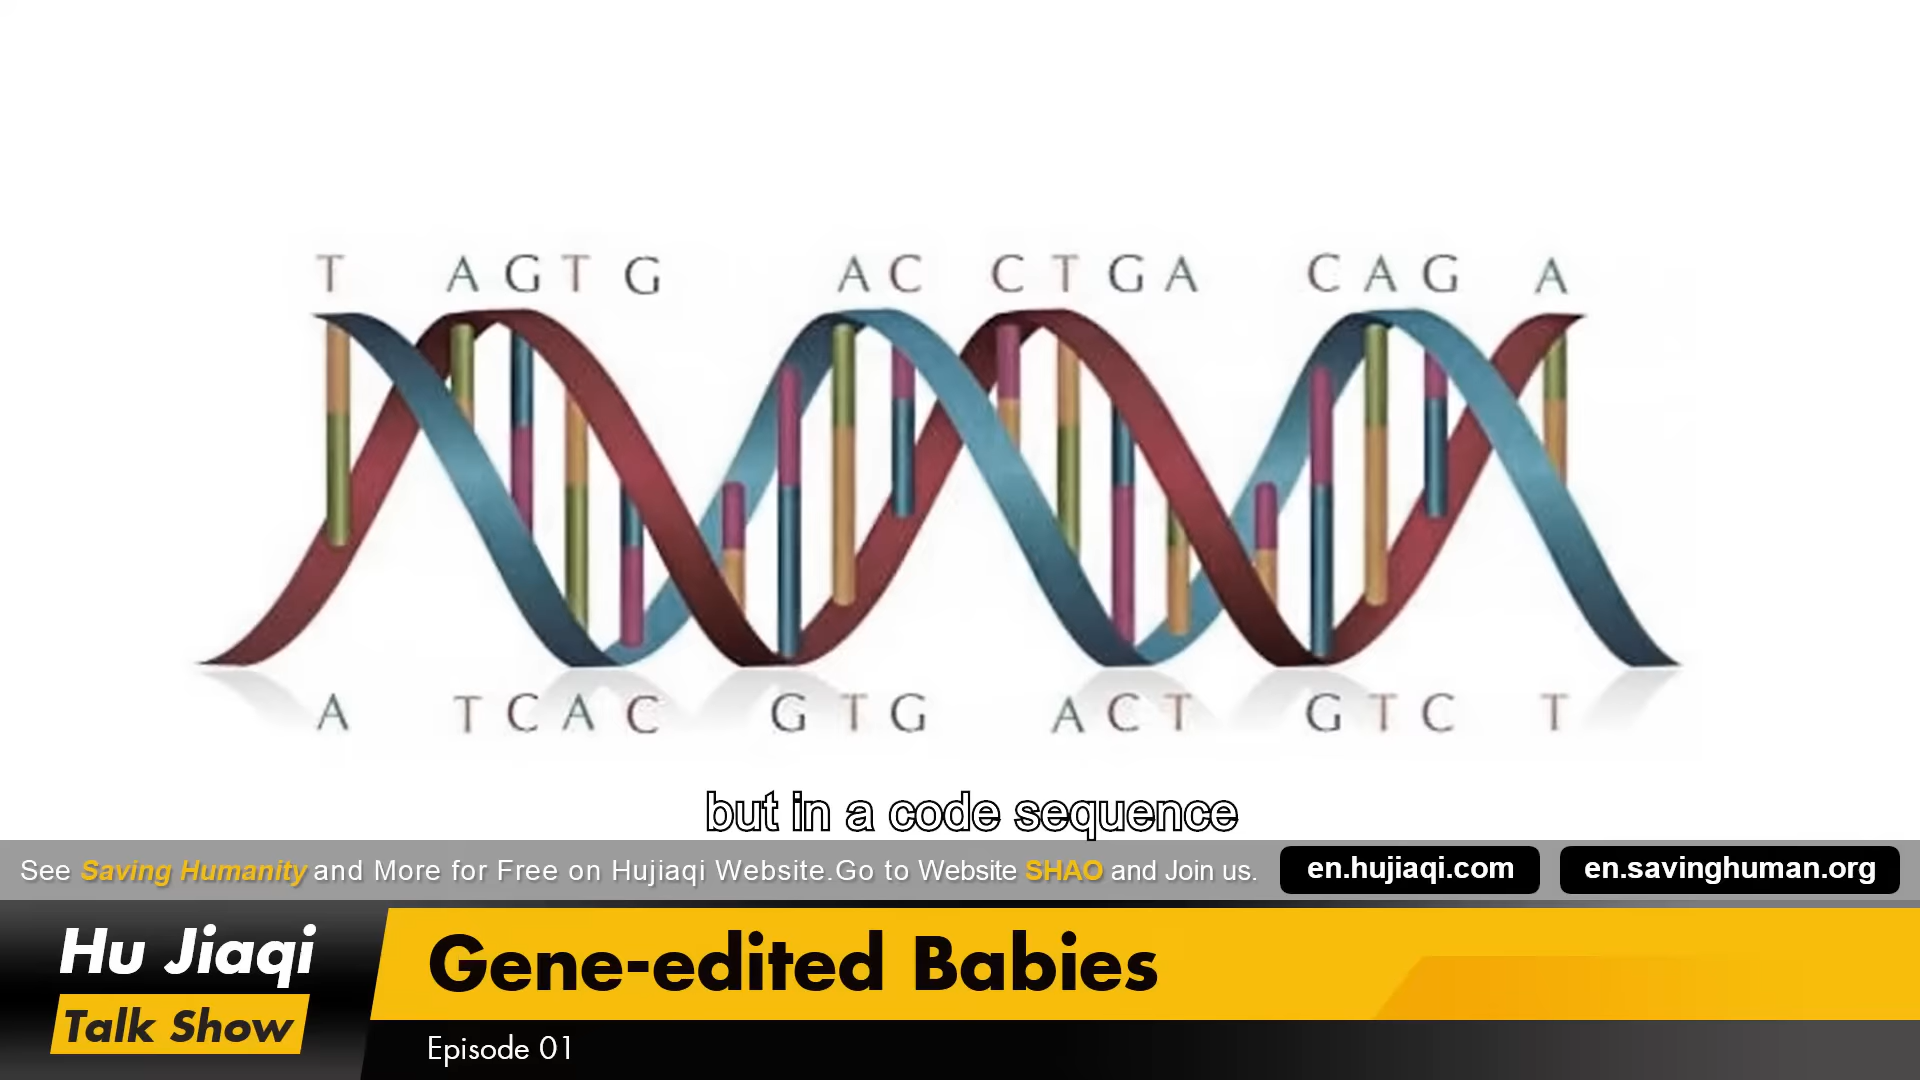 T AGTG AC CTGA CAG A
A TCAC GTG ACT GTC T
but in a code sequence
See Saving Humanity and More for Free on Hujiaqi Website.Go to Website SHAO and Join us. en.hujiaqi.com en.savinghuman.org
Hu Jiaqi
Talk Show
Gene-edited Babies
Episode 01